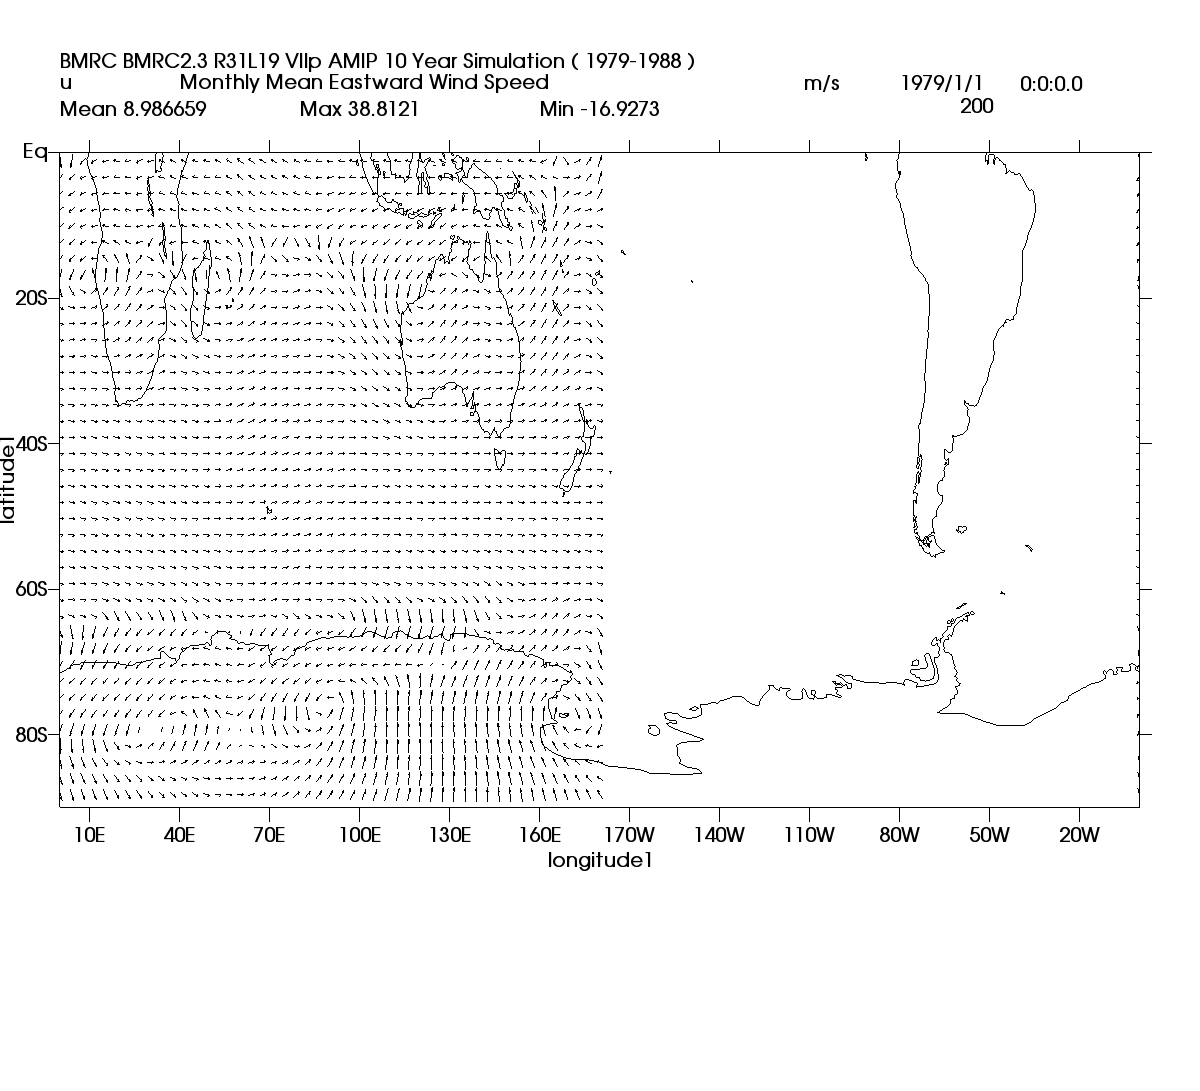 BMRC BMRC2.3 R31L19 VIIp AMIP 10 Year Simulation ( 1979-1988 )
u Monthly Mean Eastward Wind Speed m/s 1979/1/1 0:0:0.0
Mean 8.986659 Max 38.8121 Min -16.9273 200
Eq
20S
40S
60S
80S
latitude1
10E 40E 70E 100E 130E 160E 170W 140W 110W 80W 50W 20W
longitude1